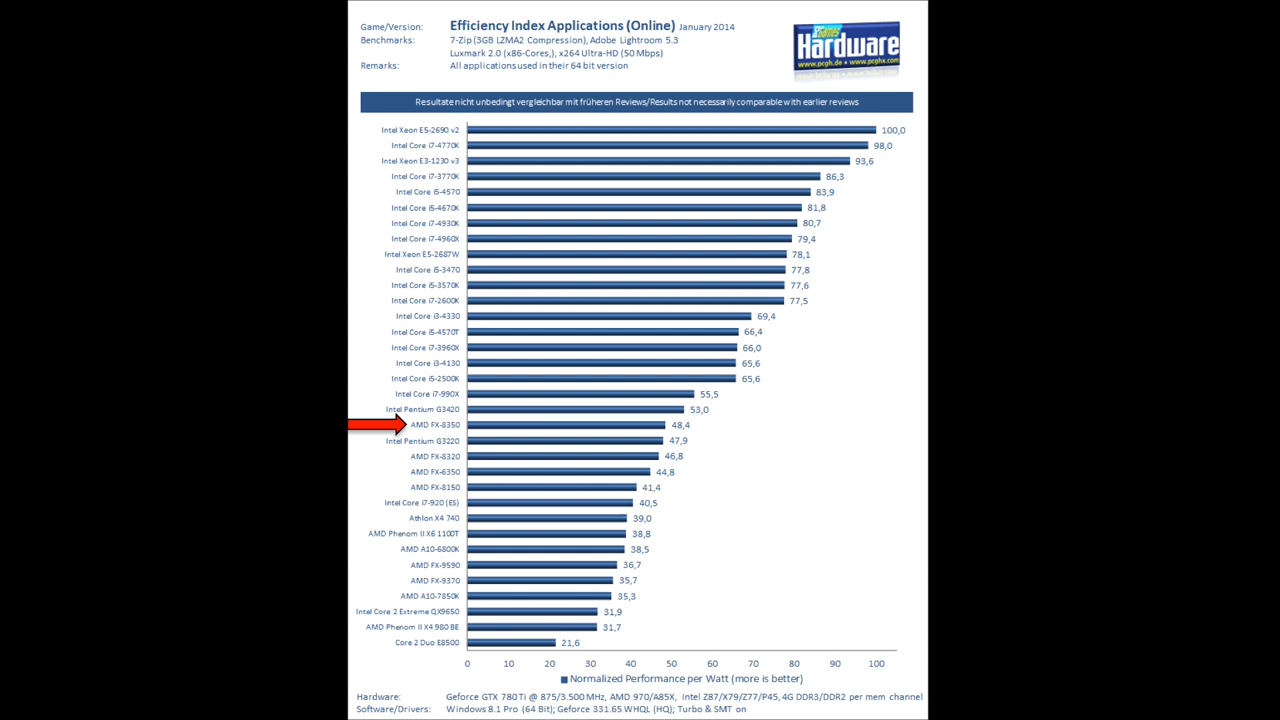 Game/Version: Efficiency Index Applications (Online) January 2014
Benchmarks: 7-Zip (3GB LZMA2 Compression), Adobe Lightroom 5.3
Luxmark 2.0 (x86-Cores,), x264 Ultra-HD (50 Mbps)
Remarks: All applications used in their 64 bit version
PC Games
Hardware
www.pcgh.de • www.pcghx.com
Resultate nicht unbedingt vergleichbar mit früheren Reviews/Results not necessarily comparable with earlier reviews
Intel Xeon E5-2690 v2 100,0
Intel Core i7-4770K 98,0
Intel Xeon E3-1230 v3 93,6
Intel Core i7-3770K 86,3
Intel Core i5-4570 83,9
Intel Core i5-4670K 81,8
Intel Core i7-4930K 80,7
Intel Core i7-4960X 79,4
Intel Xeon E5-2687W 78,1
Intel Core i5-3470 77,8
Intel Core i5-3570K 77,6
Intel Core i7-2600K 77,5
Intel Core i3-4330 69,4
Intel Core i5-4570T 66,4
Intel Core i7-3960X 66,0
Intel Core i3-4130 65,6
Intel Core i5-2500K 65,6
Intel Core i7-990X 55,5
Intel Pentium G3420 53,0
AMD FX-8350 48,4
Intel Pentium G3220 47,9
AMD FX-8320 46,8
AMD FX-6350 44,8
AMD FX-8150 41,4
Intel Core i7-920 (ES) 40,5
Athlon X4 740 39,0
AMD Phenom II X6 1100T 38,8
AMD A10-6800K 38,5
AMD FX-9590 36,7
AMD FX-9370 35,7
AMD A10-7850K 35,3
Intel Core 2 Extreme QX9650 31,9
AMD Phenom II X4 980 BE 31,7
Core 2 Duo E8500 21,6
0 10 20 30 40 50 60 70 80 90 100
Normalized Performance per Watt (more is better)
Hardware: Geforce GTX 780 Ti @ 875/3.500 MHz, AMD 970/A85X, Intel Z87/X79/Z77/P45, 4G DDR3/DDR2 per mem channel
Software/Drivers: Windows 8.1 Pro (64 Bit); Geforce 331.65 WHQL (HQ); Turbo & SMT on